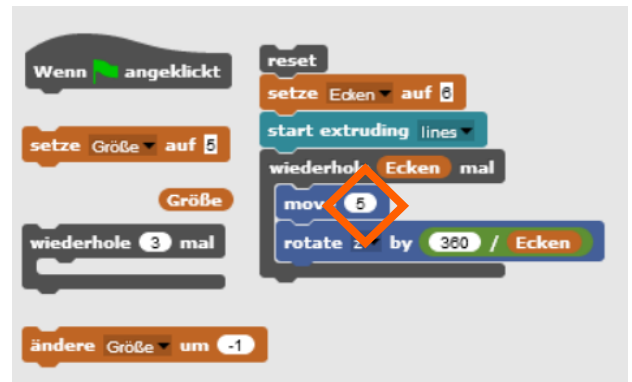 Wenn angeklickt
setze Größe auf 5
Größe
wiederhole 3 mal
ändere Größe um -1
reset
setze Ecken auf 6
start extruding lines
wiederhole Ecken mal
move 5
rotate z by 360 / Ecken